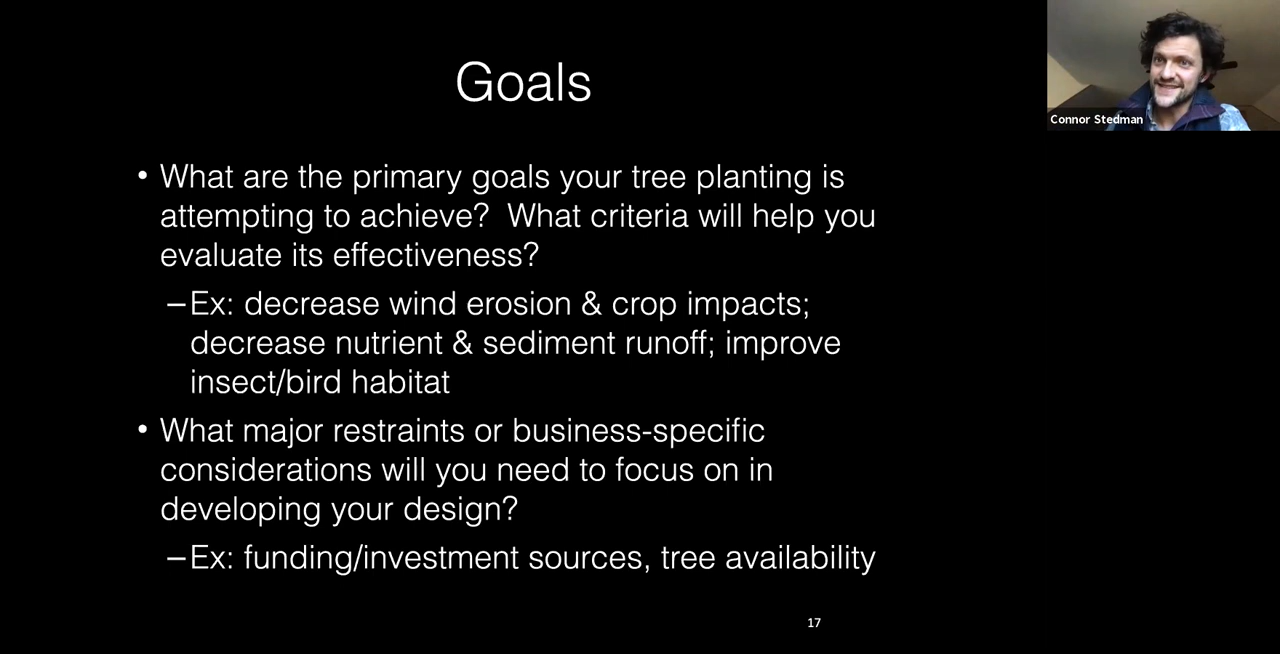 Goals
Connor Stedman
• What are the primary goals your tree planting is
attempting to achieve?  What criteria will help you
evaluate its effectiveness?
–Ex: decrease wind erosion & crop impacts;
decrease nutrient & sediment runoff; improve
insect/bird habitat
• What major restraints or business-specific
considerations will you need to focus on in
developing your design?
–Ex: funding/investment sources, tree availability
17